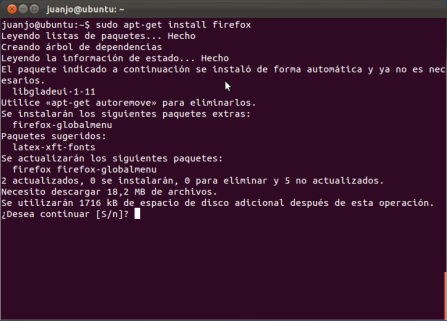 juanjo@ubuntu: ~
juanjo@ubuntu:~$ sudo apt-get install firefox
Leyendo lista de paquetes... Hecho
Creando árbol de dependencias
Leyendo la información de estado... Hecho
El paquete indicado a continuación se instaló de forma automática y ya no es nec
esarios.
  libgladeui-1-11
Utilice «apt-get autoremove» para eliminarlos.
Se instalarán los siguientes paquetes extras:
  firefox-globalmenu
Paquetes sugeridos:
  latex-xft-fonts
Se actualizarán los siguientes paquetes:
  firefox firefox-globalmenu
2 actualizados, 0 se instalarán, 0 para eliminar y 5 no actualizados.
Necesito descargar 18,2 MB de archivos.
Se utilizarán 1716 kB de espacio de disco adicional después de esta operación.
¿Desea continuar [S/n]?